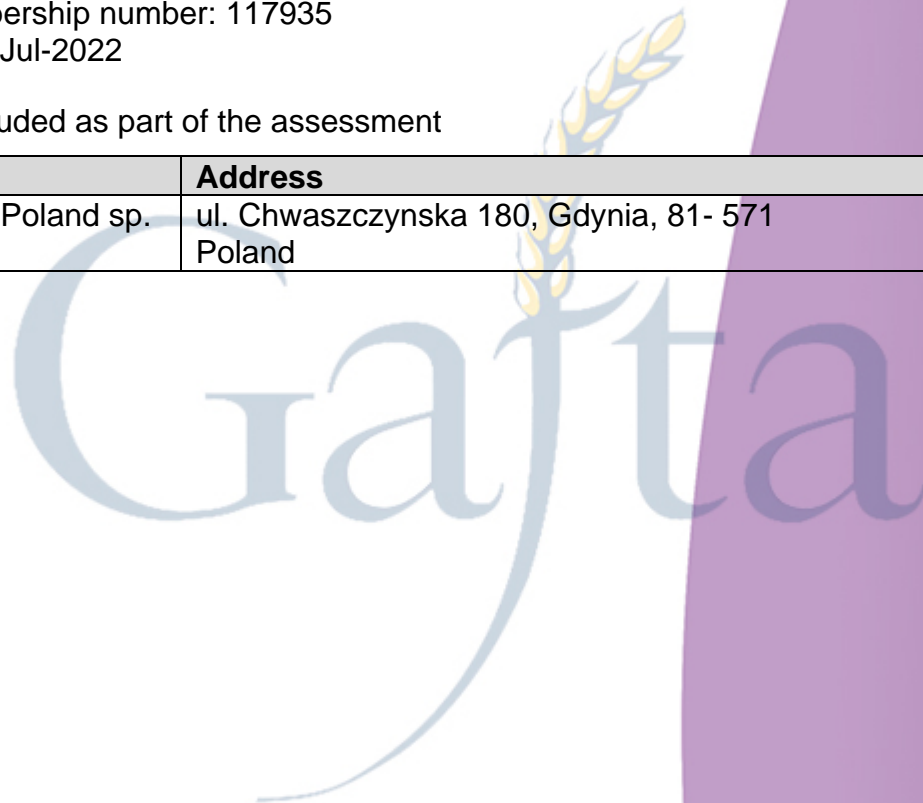 bership number: 117935
Jul-2022
uded as part of the assessment
Address
Poland sp.
ul. Chwaszczynska 180, Gdynia, 81- 571
Poland
Gafta